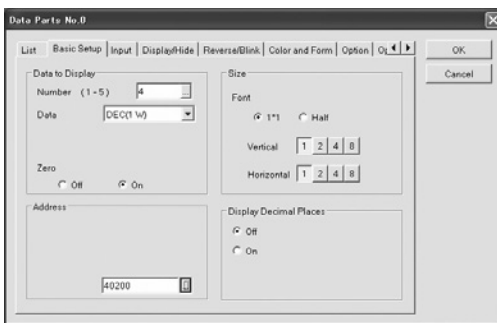 Data Parts No.0
List Basic Setup Input Display/Hide Reverse/Blink Color and Form Option
OK
Cancel
Data to Display
Number (1-5) 4
Data DEC(1 W)
Zero
Off On
Size
Font
1*1 Half
Vertical 1 2 4 8
Horizontal 1 2 4 8
Address
40200
Display Decimal Places
Off
On